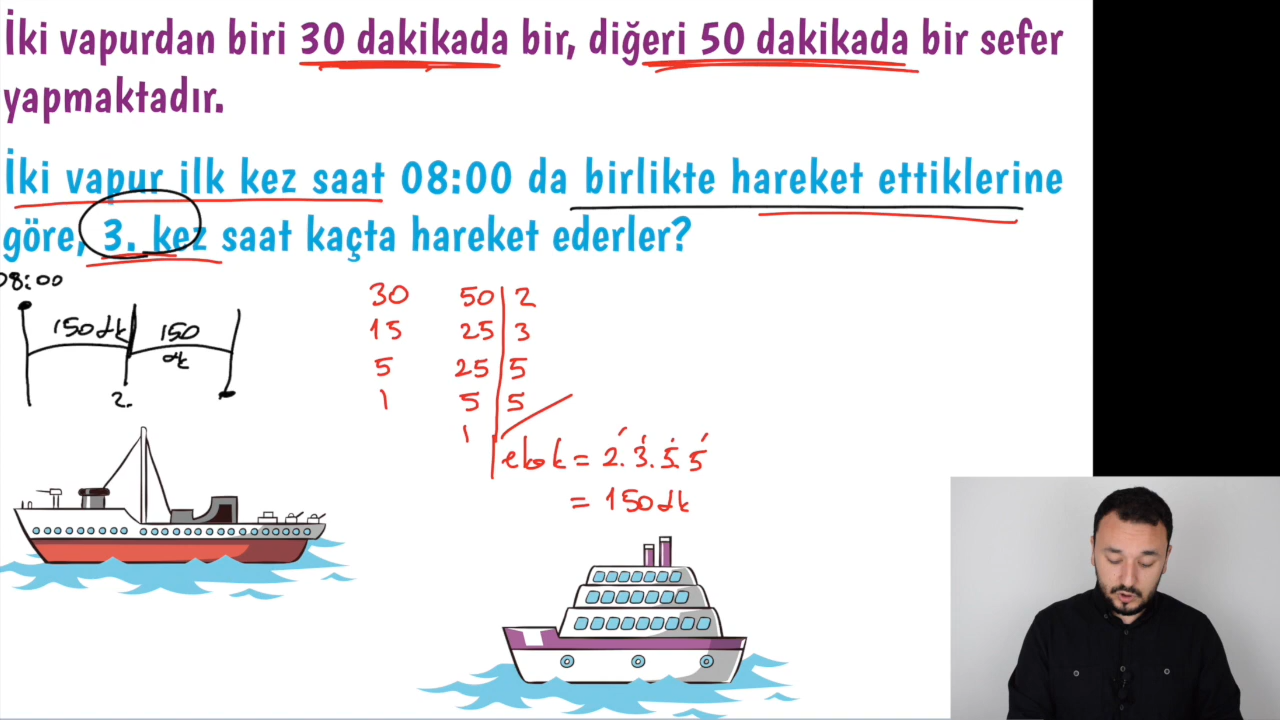 İki vapurdan biri 30 dakikada bir, diğeri 50 dakikada bir sefer
yapmaktadır.
İki vapur ilk kez saat 08:00 da birlikte hareket ettiklerine
göre, 3. kez saat kaçta hareket ederler?
08:00
150dk 150
dk
2.
30 50 2
15 25 3
5 25 5
1 5 5
1
ebok = 2.3.5.5
= 150dk